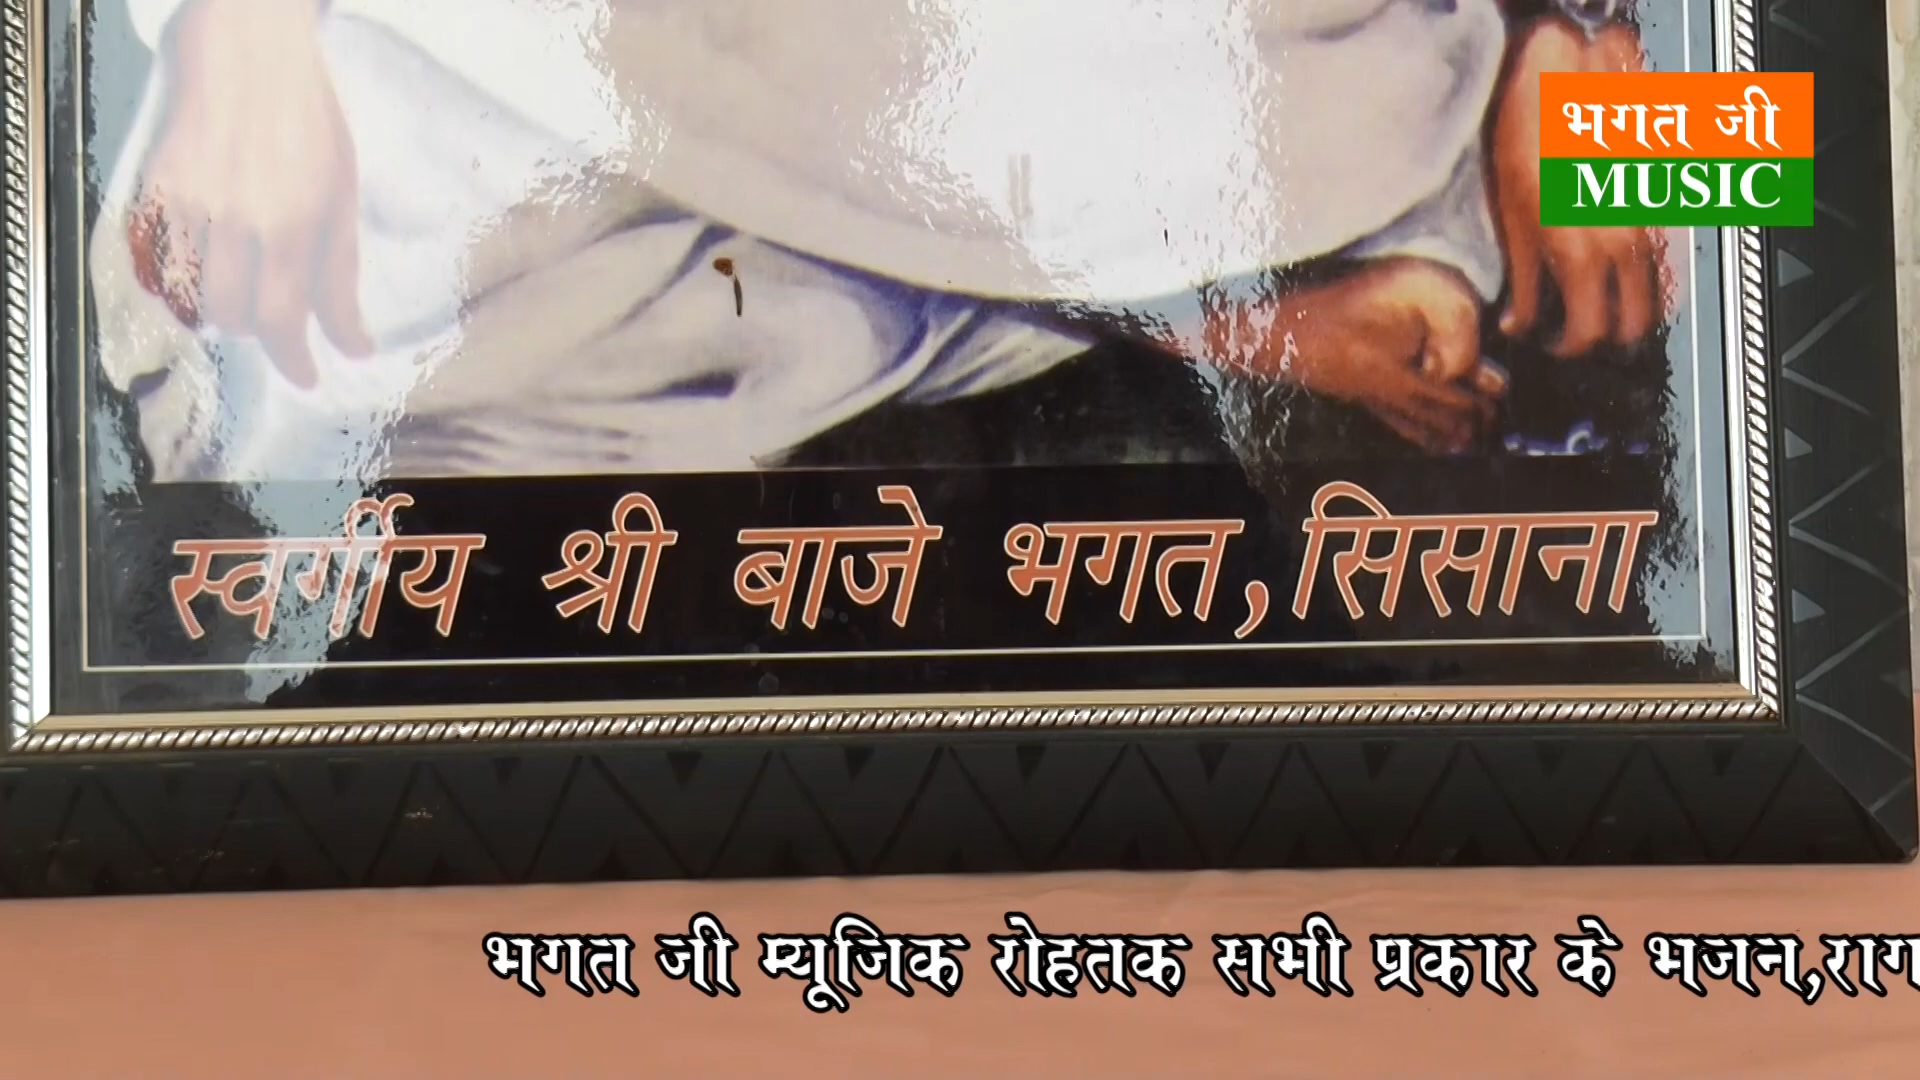 भगत जी
MUSIC
स्वर्गीय श्री बाजे भगत, सिसाना
भगत जी म्यूजिक रोहतक सभी प्रकार के भजन,राग